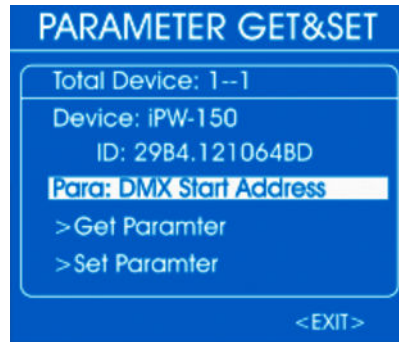 PARAMETER GET&SET
Total Device: 1--1
Device: iPW-150
ID: 29B4.121064BD
Para: DMX Start Address
>Get Paramter
>Set Paramter
<EXIT>